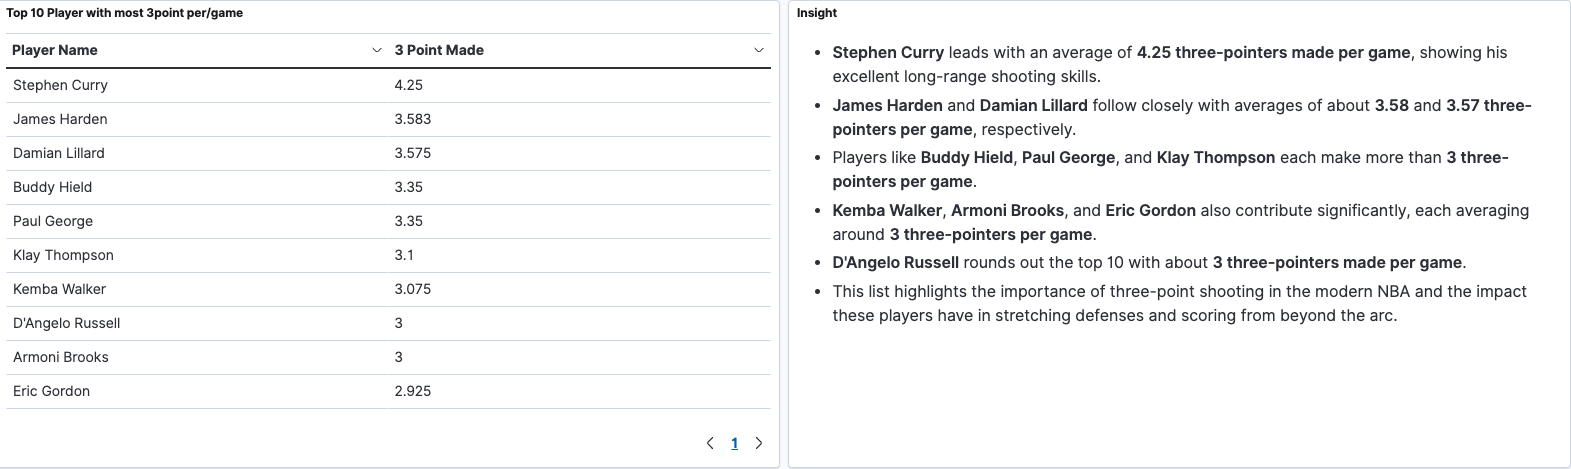 Top 10 Player with most 3point per/game
Player Name 3 Point Made
Stephen Curry 4.25
James Harden 3.583
Damian Lillard 3.575
Buddy Hield 3.35
Paul George 3.35
Klay Thompson 3.1
Kemba Walker 3.075
D'Angelo Russell 3
Armoni Brooks 3
Eric Gordon 2.925
1
Insight
• Stephen Curry leads with an average of 4.25 three-pointers made per game, showing his
excellent long-range shooting skills.
• James Harden and Damian Lillard follow closely with averages of about 3.58 and 3.57 three-
pointers per game, respectively.
• Players like Buddy Hield, Paul George, and Klay Thompson each make more than 3 three-
pointers per game.
• Kemba Walker, Armoni Brooks, and Eric Gordon also contribute significantly, each averaging
around 3 three-pointers per game.
• D'Angelo Russell rounds out the top 10 with about 3 three-pointers made per game.
• This list highlights the importance of three-point shooting in the modern NBA and the impact
these players have in stretching defenses and scoring from beyond the arc.